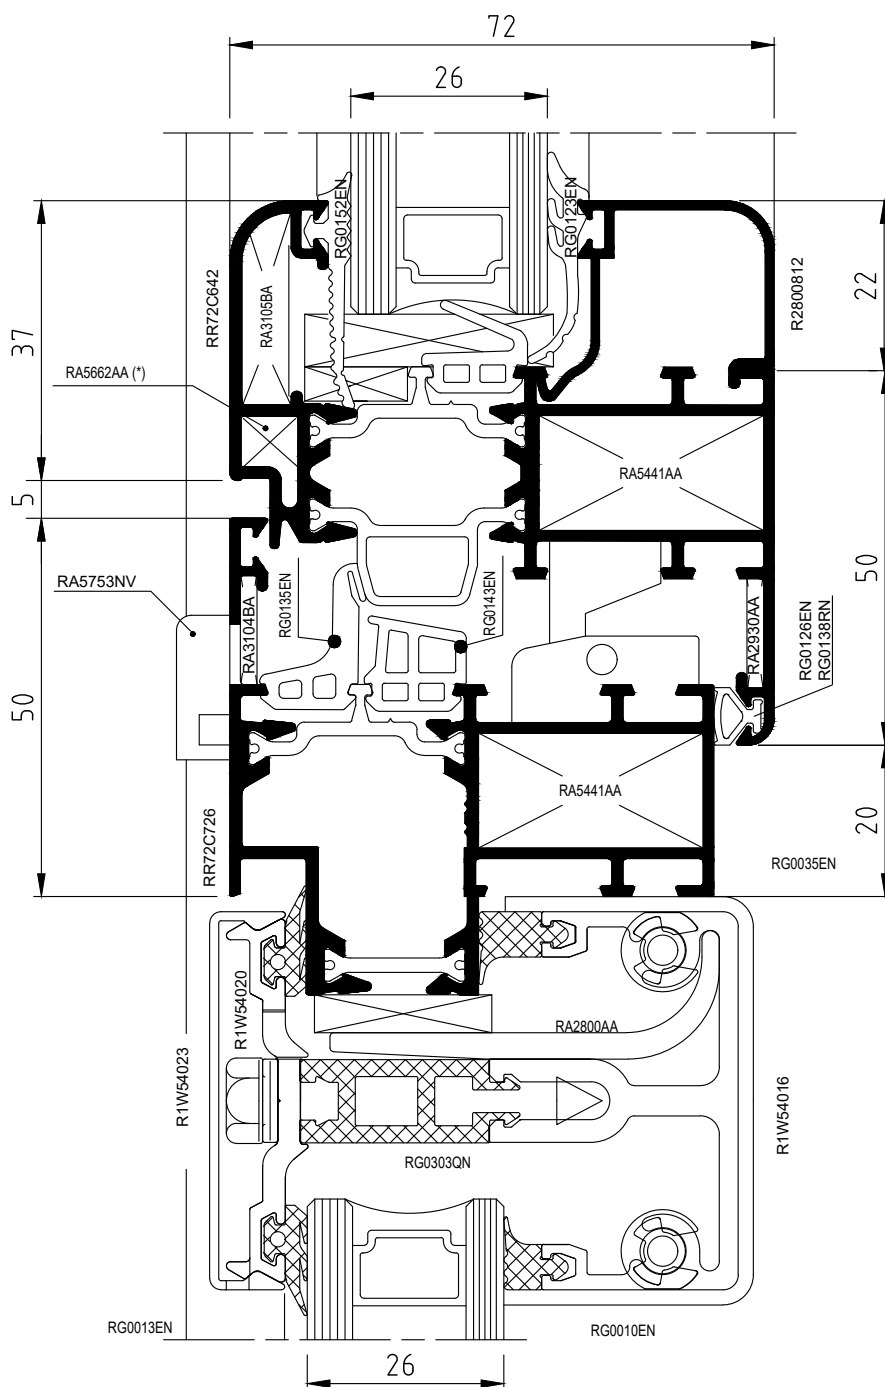 72
26
RG0152EN
RG0123EN
RR72C642
RA3105BA
R2800812
22
37
RA5662AA (*)
RA5441AA
5
50
RA5753NV
RG0135EN
RG0143EN
RA3104BA
RA2930AA
RG0126EN
RG0138RN
50
RA5441AA
RR72C726
20
RG0035EN
R1W54020
RA2800AA
R1W54023
R1W54016
RG0303QN
RG0013EN
RG0010EN
26